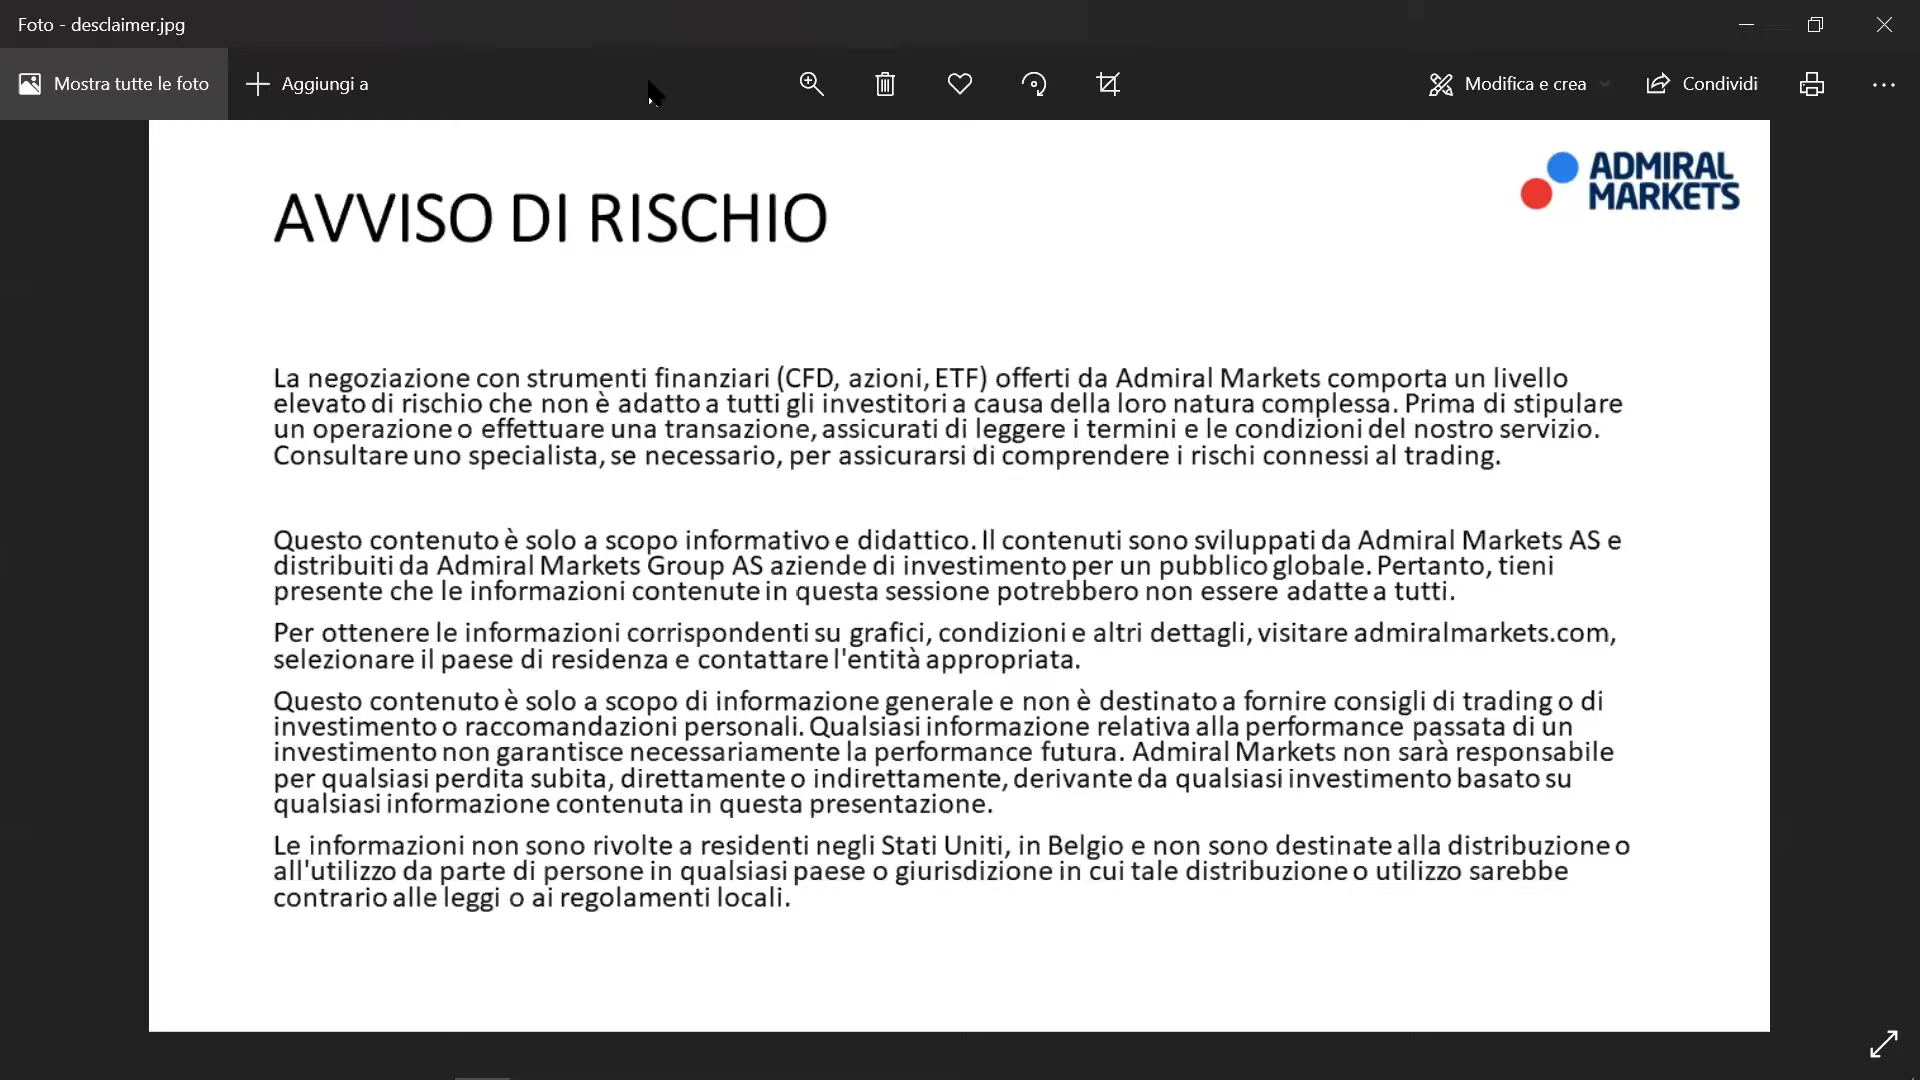 Foto - desclaimer.jpg
Mostra tutte le foto
Aggiungi a
Modifica e crea
Condividi
ADMIRAL
MARKETS
AVVISO DI RISCHIO
La negoziazione con strumenti finanziari (CFD, azioni, ETF) offerti da Admiral Markets comporta un livello
elevato di rischio che non è adatto a tutti gli investitori a causa della loro natura complessa. Prima di stipulare
un operazione o effettuare una transazione, assicurati di leggere i termini e le condizioni del nostro servizio.
Consultare uno specialista, se necessario, per assicurarsi di comprendere i rischi connessi al trading.
Questo contenuto è solo a scopo informativo e didattico. Il contenuti sono sviluppati da Admiral Markets AS e
distribuiti da Admiral Markets Group AS aziende di investimento per un pubblico globale. Pertanto, tieni
presente che le informazioni contenute in questa sessione potrebbero non essere adatte a tutti.
Per ottenere le informazioni corrispondenti su grafici, condizioni e altri dettagli, visitare admiralmarkets.com,
selezionare il paese di residenza e contattare l'entità appropriata.
Questo contenuto è solo a scopo di informazione generale e non è destinato a fornire consigli di trading o di
investimento o raccomandazioni personali. Qualsiasi informazione relativa alla performance passata di un
investimento non garantisce necessariamente la performance futura. Admiral Markets non sarà responsabile
per qualsiasi perdita subita, direttamente o indirettamente, derivante da qualsiasi investimento basato su
qualsiasi informazione contenuta in questa presentazione.
Le informazioni non sono rivolte a residenti negli Stati Uniti, in Belgio e non sono destinate alla distribuzione o
all'utilizzo da parte di persone in qualsiasi paese o giurisdizione in cui tale distribuzione o utilizzo sarebbe
contrario alle leggi o ai regolamenti locali.